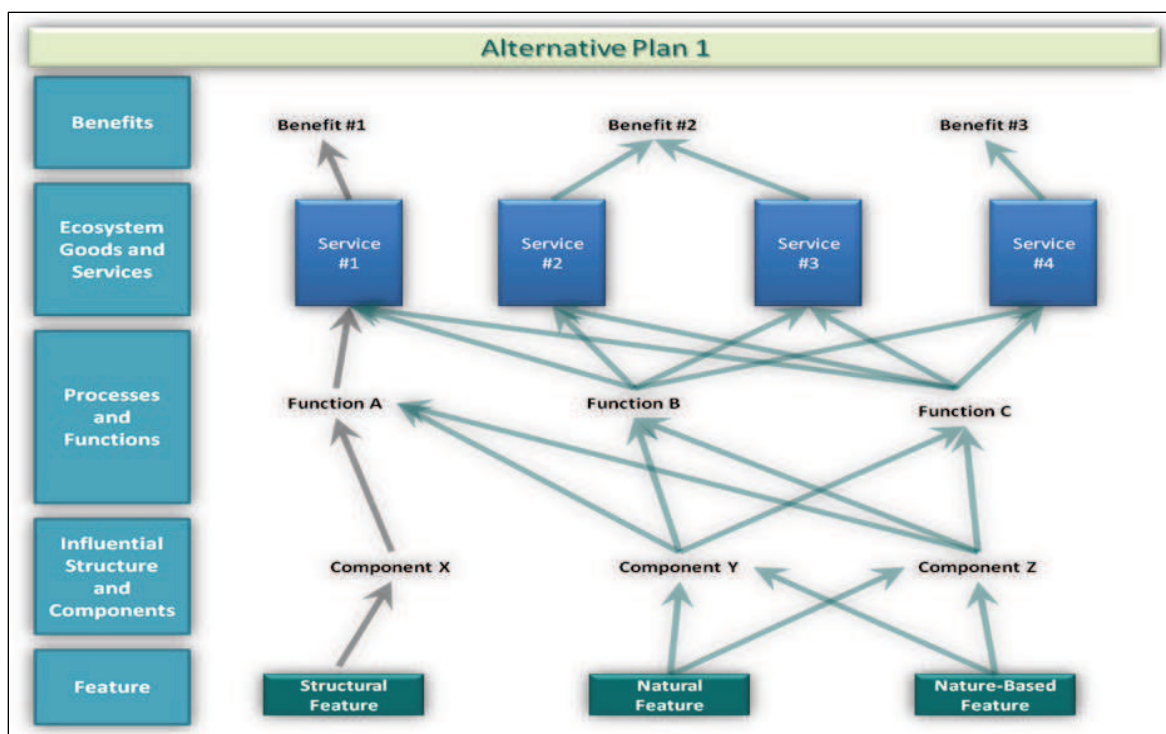 Alternative Plan 1
Benefits
Benefit #1
Benefit #2
Benefit #3
Ecosystem
Goods and
Services
Service
#1
Service
#2
Service
#3
Service
#4
Processes
and
Functions
Function A
Function B
Function C
Influential
Structure
and
Components
Component X
Component Y
Component Z
Feature
Structural
Feature
Natural
Feature
Nature-Based
Feature